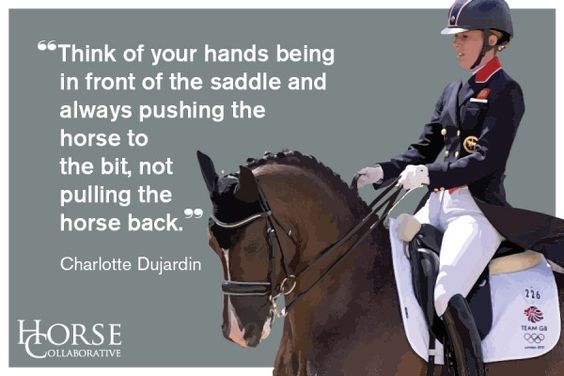 “Think of your hands being
in front of the saddle and
always pushing the
horse to
the bit, not
pulling the
horse back.”
Charlotte Dujardin
HORSE
COLLABORATIVE
226
TEAM GB